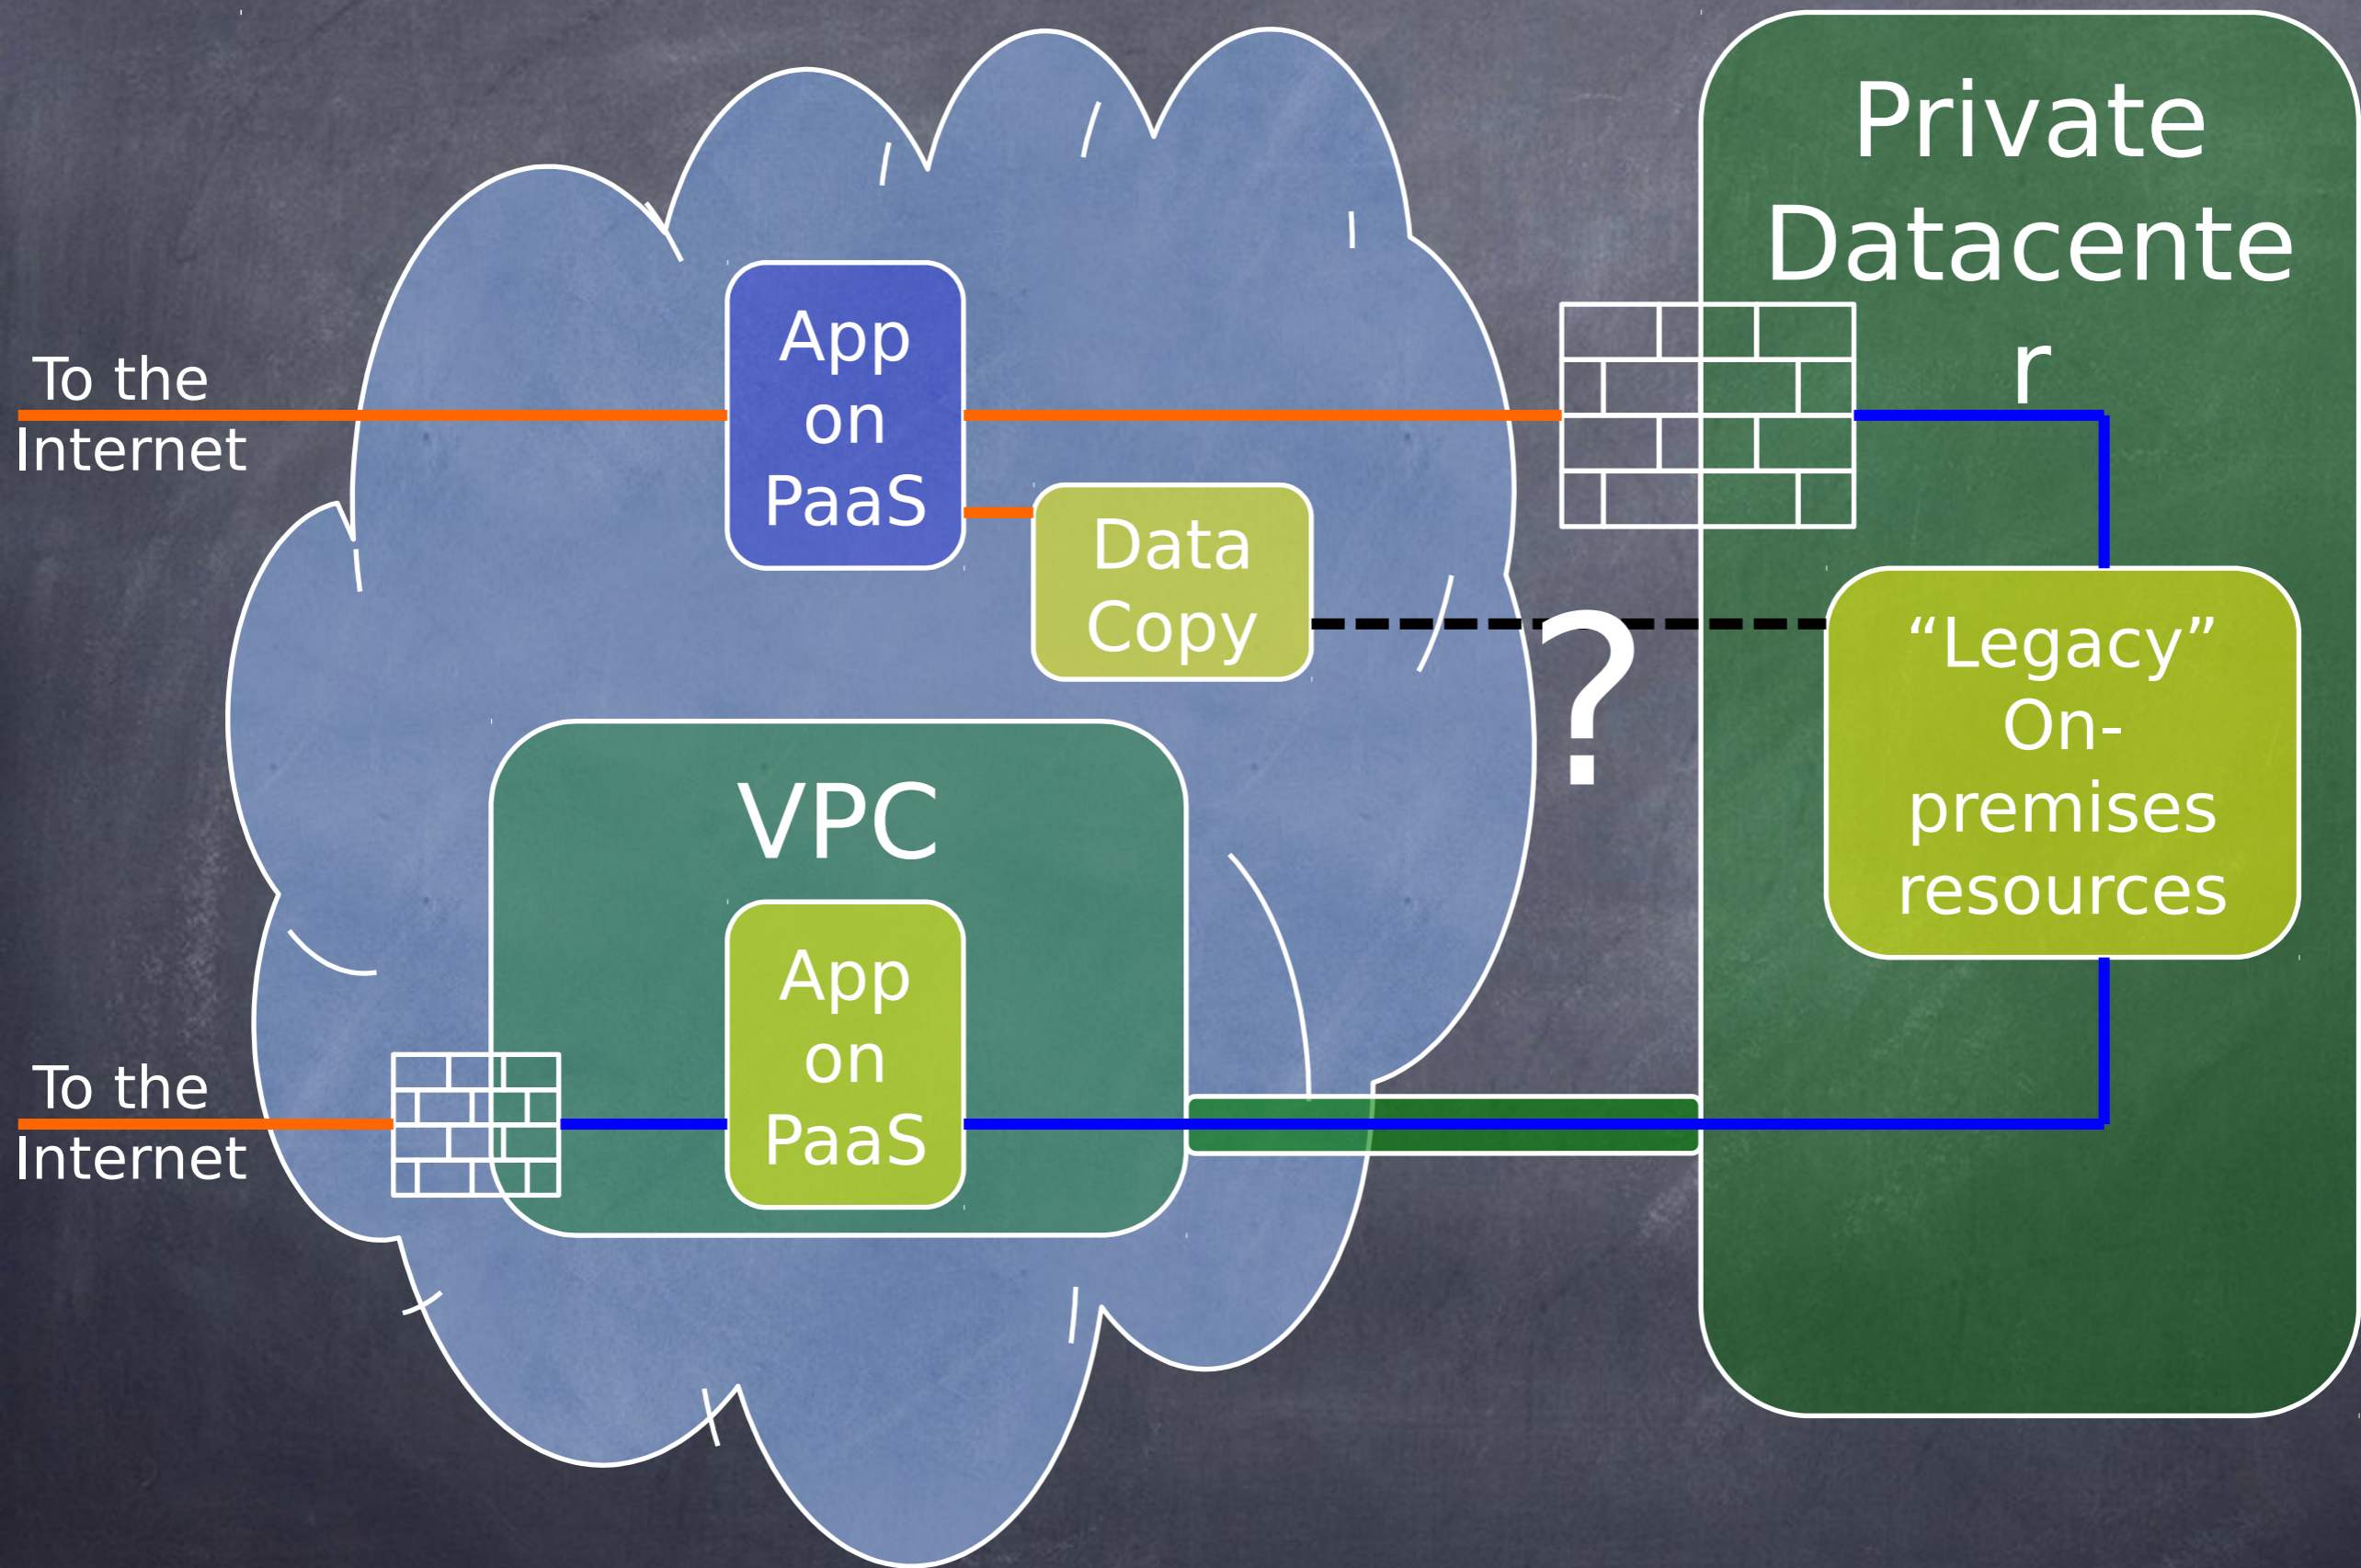 Private
Datacente
r
App
on
PaaS
To the
Internet
Data
Copy
?
“Legacy”
On-
premises
resources
VPC
App
on
PaaS
To the
Internet